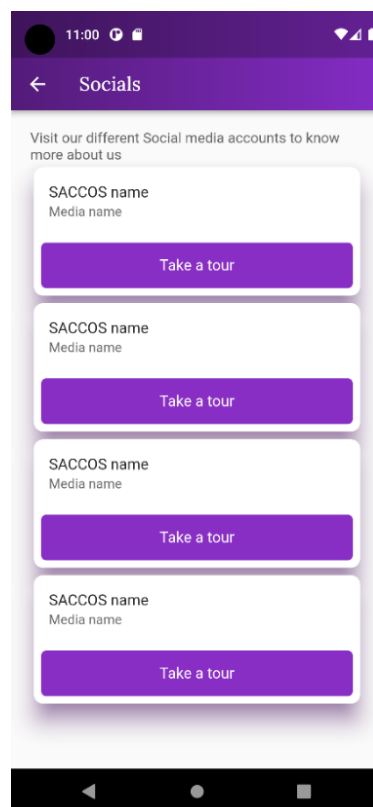 11:00
Socials
Visit our different Social media accounts to know
more about us
SACCOS name
Media name
Take a tour
SACCOS name
Media name
Take a tour
SACCOS name
Media name
Take a tour
SACCOS name
Media name
Take a tour